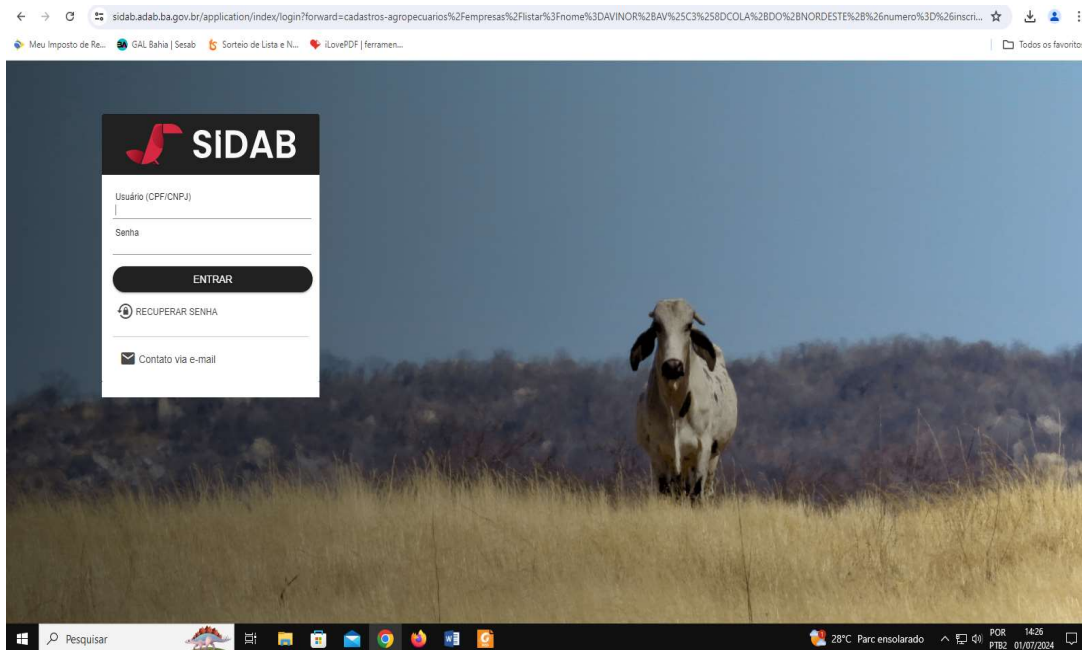 sidab.adab.ba.gov.br/application/index/login?forward=cadastros-agropecuarios%2Fempresas%2Flistar%3Fnome%3DAVINOR%2BAV%25C3%258DCOLA%2BDO%2BNORDESTE%2B%26numero%3D%26inscri...
Meu Imposto de Re... GAL Bahia | Sesab Sorteio de Lista e N... iLovePDF | ferramen... Todos os favoritos
SIDAB
Usuário (CPF/CNPJ)
Senha
ENTRAR
RECUPERAR SENHA
Contato via e-mail
Pesquisar 28°C Parc ensolarado POR 14:26
PTB2 01/07/2024